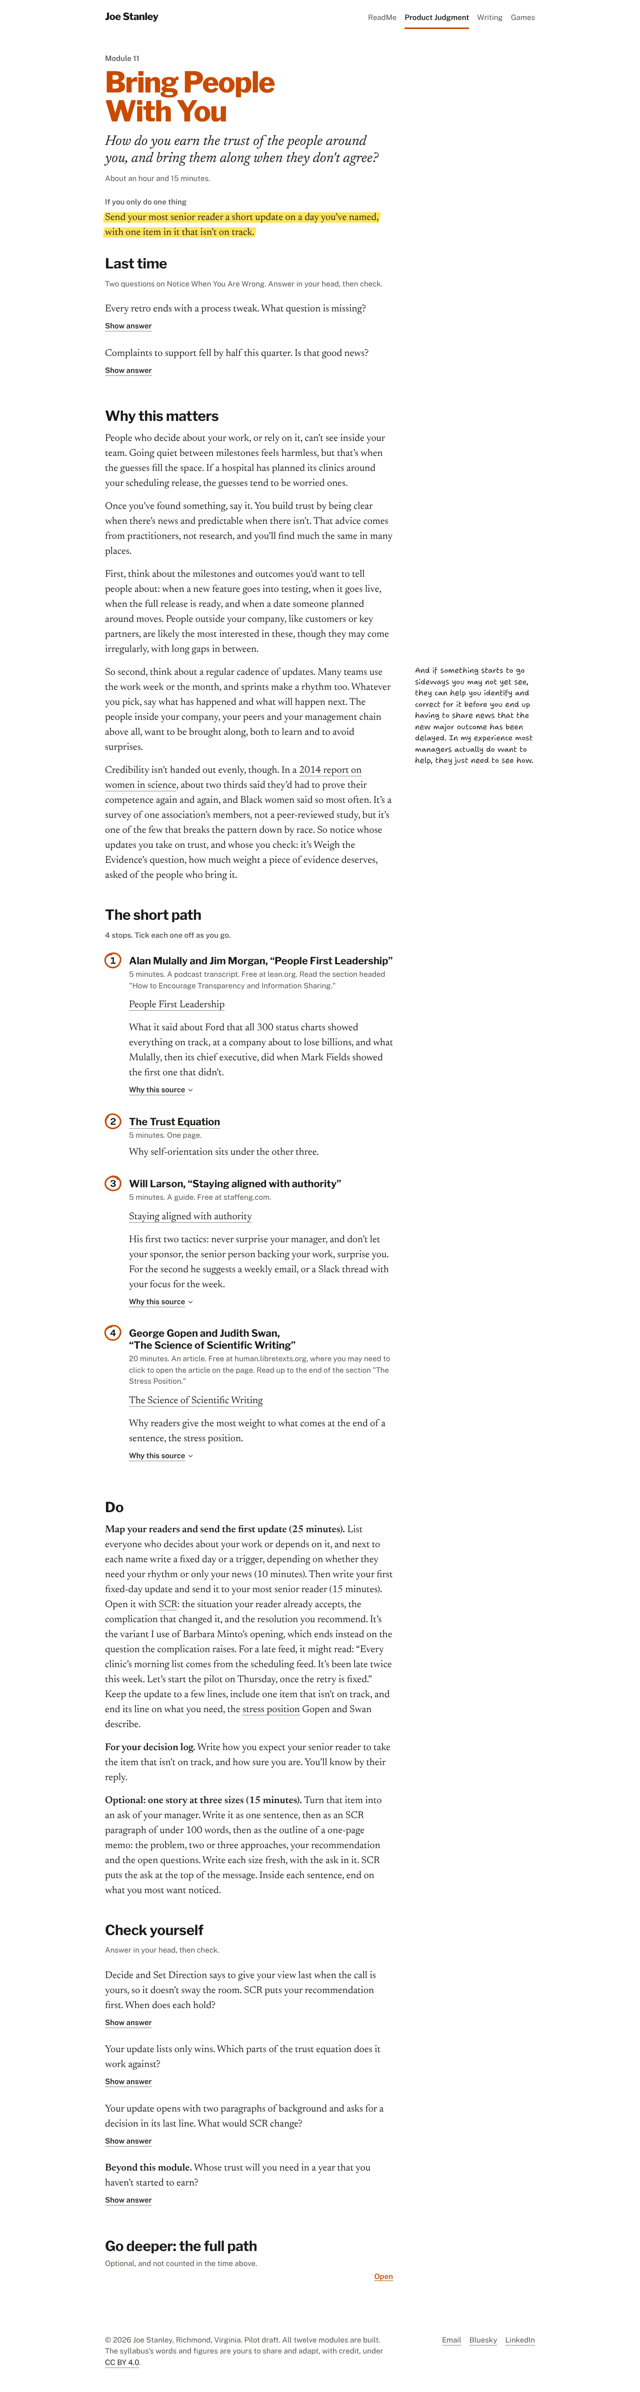 Joe Stanley
ReadMe Product Judgment Writing Games
Module 11
Bring People
With You
How do you earn the trust of the people around
you, and bring them along when they don't agree?
About an hour and 15 minutes.
If you only do one thing
Send your most senior reader a short update on a day you've named,
with one item in it that isn't on track.
Last time
Two questions on Notice When You Are Wrong. Answer in your head, then check.
Every retro ends with a process tweak. What question is missing?
Show answer
Complaints to support fell by half this quarter. Is that good news?
Show answer
Why this matters
People who decide about your work, or rely on it, can't see inside your
team. Going quiet between milestones feels harmless, but that's when
the guesses fill the space. If a hospital has planned its clinics around
your scheduling release, the guesses tend to be worried ones.
Once you've found something, say it. You build trust by being clear
when there's news and predictable when there isn't. That advice comes
from practitioners, not research, and you'll find much the same in many
places.
First, think about the milestones and outcomes you'd want to tell
people about: when a new feature goes into testing, when it goes live,
when the full release is ready, and when a date someone planned
around moves. People outside your company, like customers or key
partners, are likely the most interested in these, though they may come
irregularly, with long gaps in between.
So second, think about a regular cadence of updates. Many teams use
the work week or the month, and sprints make a rhythm too. Whatever
you pick, say what has happened and what will happen next. The
people inside your company, your peers and your management chain
above all, want to be brought along, both to learn and to avoid
surprises.
And if something starts to go
sideways you may not yet see,
they can help you identify and
correct for it before you end up
having to share news that the
new major outcome has been
delayed. In my experience most
managers actually do want to
help, they just need to see how.
Credibility isn't handed out evenly, though. In a 2014 report on
women in science, about two thirds said they'd had to prove their
competence again and again, and Black women said so most often. It's a
survey of one association's members, not a peer-reviewed study, but it's
one of the few that breaks the pattern down by race. So notice whose
updates you take on trust, and whose you check: it's Weigh the
Evidence's question, how much weight a piece of evidence deserves,
asked of the people who bring it.
The short path
4 stops. Tick each one off as you go.
1 Alan Mulally and Jim Morgan, “People First Leadership”
5 minutes. A podcast transcript. Free at lean.org. Read the section headed
"How to Encourage Transparency and Information Sharing."
People First Leadership
What it said about Ford that all 300 status charts showed
everything on track, at a company about to lose billions, and what
Mulally, then its chief executive, did when Mark Fields showed
the first one that didn't.
Why this source
2 The Trust Equation
5 minutes. One page.
Why self-orientation sits under the other three.
3 Will Larson, “Staying aligned with authority”
5 minutes. A guide. Free at staffeng.com.
Staying aligned with authority
His first two tactics: never surprise your manager, and don't let
your sponsor, the senior person backing your work, surprise you.
For the second he suggests a weekly email, or a Slack thread with
your focus for the week.
Why this source
4 George Gopen and Judith Swan,
“The Science of Scientific Writing”
20 minutes. An article. Free at human.libretexts.org, where you may need to
click to open the article on the page. Read up to the end of the section "The
Stress Position."
The Science of Scientific Writing
Why readers give the most weight to what comes at the end of a
sentence, the stress position.
Why this source
Do
Map your readers and send the first update (25 minutes). List
everyone who decides about your work or depends on it, and next to
each name write a fixed day or a trigger, depending on whether they
need your rhythm or only your news (10 minutes). Then write your first
fixed-day update and send it to your most senior reader (15 minutes).
Open it with SCR: the situation your reader already accepts, the
complication that changed it, and the resolution you recommend. It's
the variant I use of Barbara Minto's opening, which ends instead on the
question the complication raises. For a late feed, it might read: “Every
clinic's morning list comes from the scheduling feed. It's been late twice
this week. Let's start the pilot on Thursday, once the retry is fixed.”
Keep the update to a few lines, include one item that isn't on track, and
end its line on what you need, the stress position Gopen and Swan
describe.
For your decision log. Write how you expect your senior reader to take
the item that isn't on track, and how sure you are. You'll know by their
reply.
Optional: one story at three sizes (15 minutes). Turn that item into
an ask of your manager. Write it as one sentence, then as an SCR
paragraph of under 100 words, then as the outline of a one-page
memo: the problem, two or three approaches, your recommendation
and the open questions. Write each size fresh, with the ask in it. SCR
puts the ask at the top of the message. Inside each sentence, end on
what you most want noticed.
Check yourself
Answer in your head, then check.
Decide and Set Direction says to give your view last when the call is
yours, so it doesn't sway the room. SCR puts your recommendation
first. When does each hold?
Show answer
Your update lists only wins. Which parts of the trust equation does it
work against?
Show answer
Your update opens with two paragraphs of background and asks for a
decision in its last line. What would SCR change?
Show answer
Beyond this module. Whose trust will you need in a year that you
haven't started to earn?
Show answer
Go deeper: the full path
Optional, and not counted in the time above.
Open
© 2026 Joe Stanley, Richmond, Virginia. Pilot draft. All twelve modules are built.
The syllabus's words and figures are yours to share and adapt, with credit, under
CC BY 4.0.
Email Bluesky LinkedIn